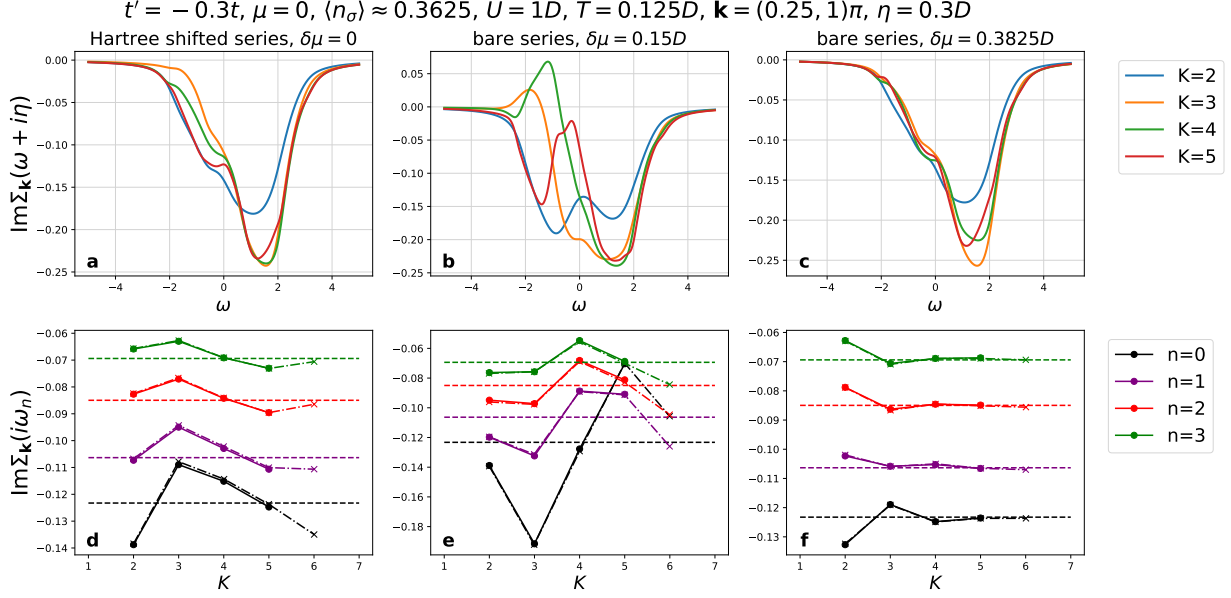 t′ = −0.3t, μ = 0, ⟨nσ⟩ ≈ 0.3625, U = 1D, T = 0.125D, k = (0.25, 1)π, η = 0.3D
Hartree shifted series, δμ = 0
bare series, δμ = 0.15D
bare series, δμ = 0.3825D
ImΣk(ω + iη)
0.00
−0.05
−0.10
−0.15
−0.20
−0.25
a
−4 −2 0 2 4
ω
0.05
0.00
−0.05
−0.10
−0.15
−0.20
−0.25
b
−4 −2 0 2 4
ω
0.00
−0.05
−0.10
−0.15
−0.20
−0.25
c
−4 −2 0 2 4
ω
K=2
K=3
K=4
K=5
ImΣk(iωn)
−0.06
−0.07
−0.08
−0.09
−0.10
−0.11
−0.12
−0.13
−0.14
d
1 2 3 4 5 6 7
K
−0.06
−0.08
−0.10
−0.12
−0.14
−0.16
−0.18
e
1 2 3 4 5 6 7
K
−0.06
−0.07
−0.08
−0.09
−0.10
−0.11
−0.12
−0.13
f
1 2 3 4 5 6 7
K
n=0
n=1
n=2
n=3